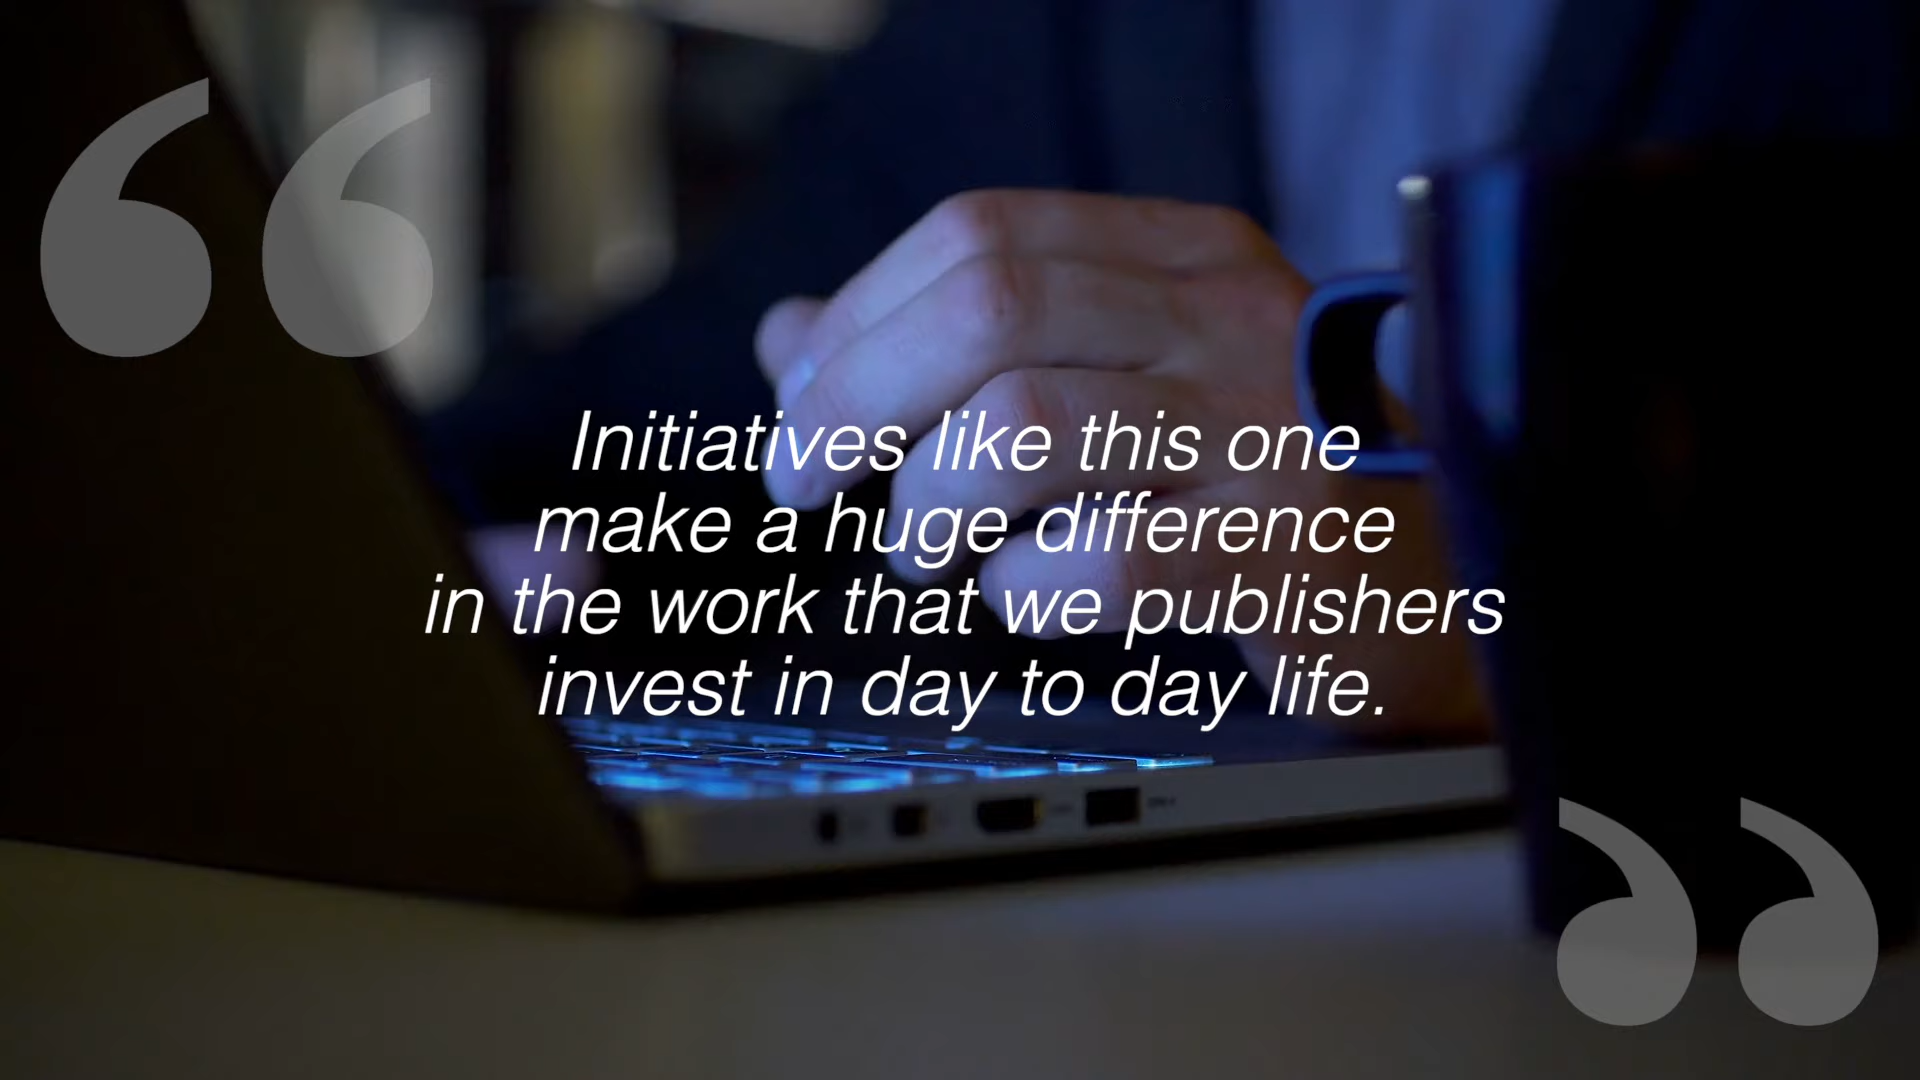 “
Initiatives like this one
make a huge difference
in the work that we publishers
invest in day to day life.
”